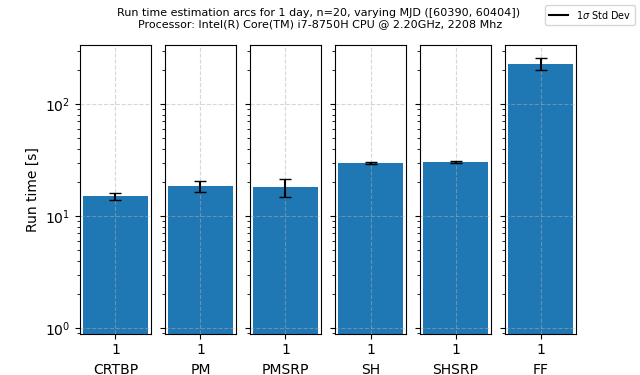 Run time estimation arcs for 1 day, n=20, varying MJD ([60390, 60404])
Processor: Intel(R) Core(TM) i7-8750H CPU @ 2.20GHz, 2208 Mhz
1σ Std Dev
Run time [s]
10²
10¹
10⁰
1 1 1 1 1 1
CRTBP PM PMSRP SH SHSRP FF